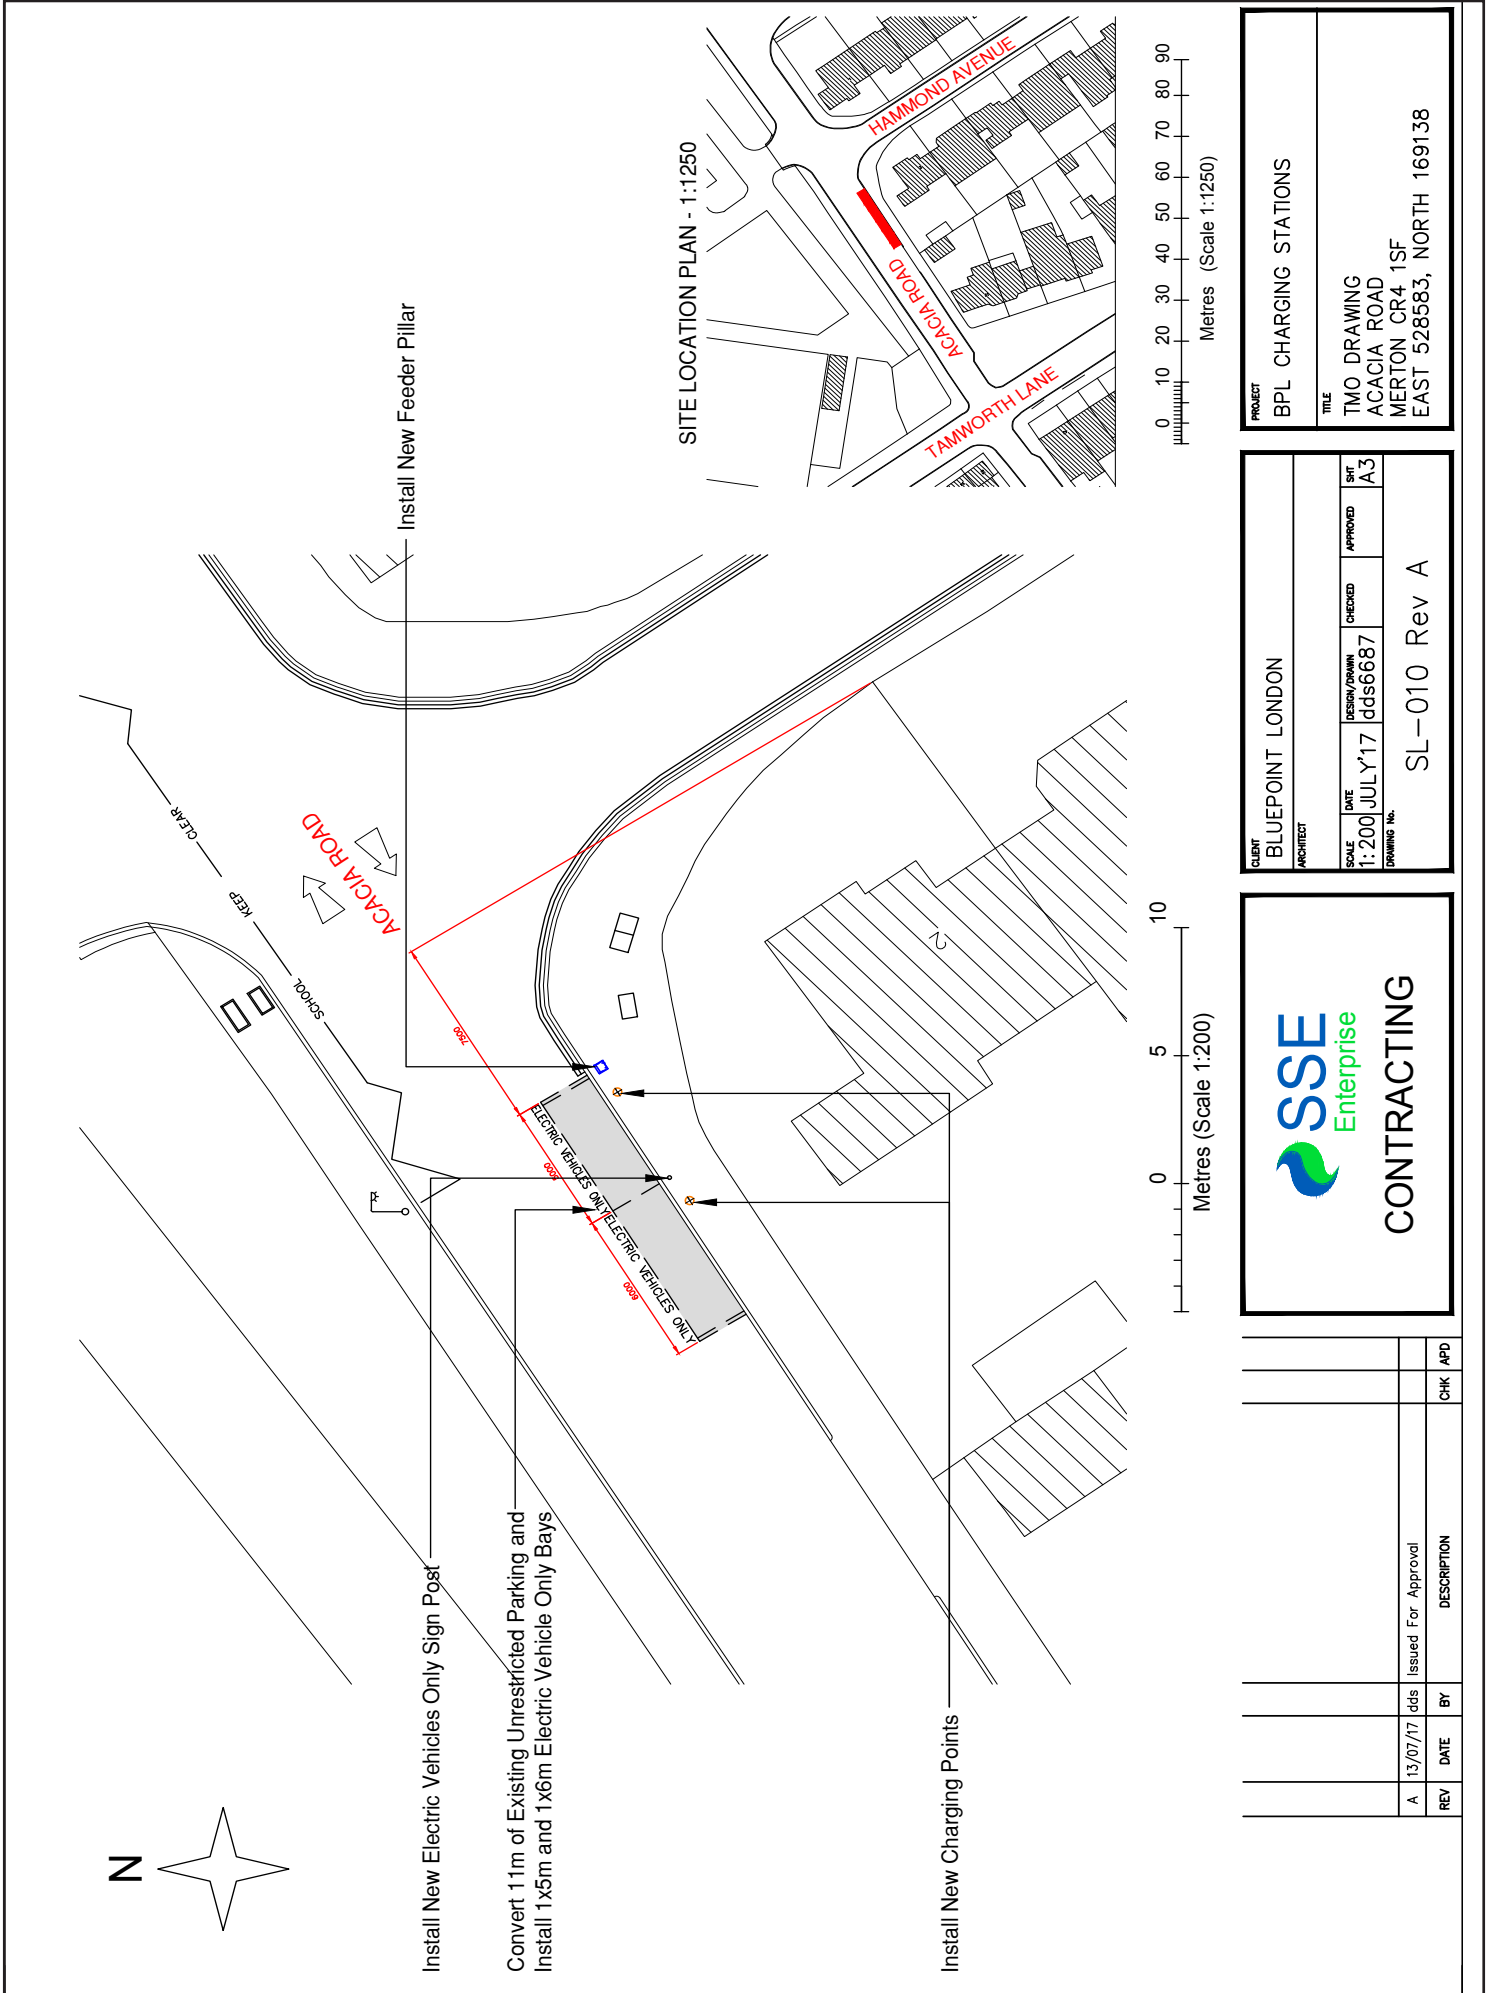 N
Install New Electric Vehicles Only Sign Post
Convert 11m of Existing Unrestricted Parking and
Install 1x5m and 1x6m Electric Vehicle Only Bays
Install New Charging Points
Install New Feeder Pillar
SCHOOL KEEP CLEAR
ACACIA ROAD
7500
5000
6000
ELECTRIC VEHICLES ONLY
ELECTRIC VEHICLES ONLY
2
0 5 10
Metres (Scale 1:200)
SITE LOCATION PLAN - 1:1250
HAMMOND AVENUE
ACACIA ROAD
TAMWORTH LANE
0 10 20 30 40 50 60 70 80 90
Metres (Scale 1:1250)
A 13/07/17 dds Issued For Approval
REV DATE BY DESCRIPTION CHK APD
SSE
Enterprise
CONTRACTING
CLIENT
BLUEPOINT LONDON
ARCHITECT
SCALE DATE DESIGN/DRAWN CHECKED APPROVED SHT
1:200 JULY'17 dds6687 A3
DRAWING No.
SL-010 Rev A
PROJECT
BPL CHARGING STATIONS
TITLE
TMO DRAWING
ACACIA ROAD
MERTON CR4 1SF
EAST 528583, NORTH 169138